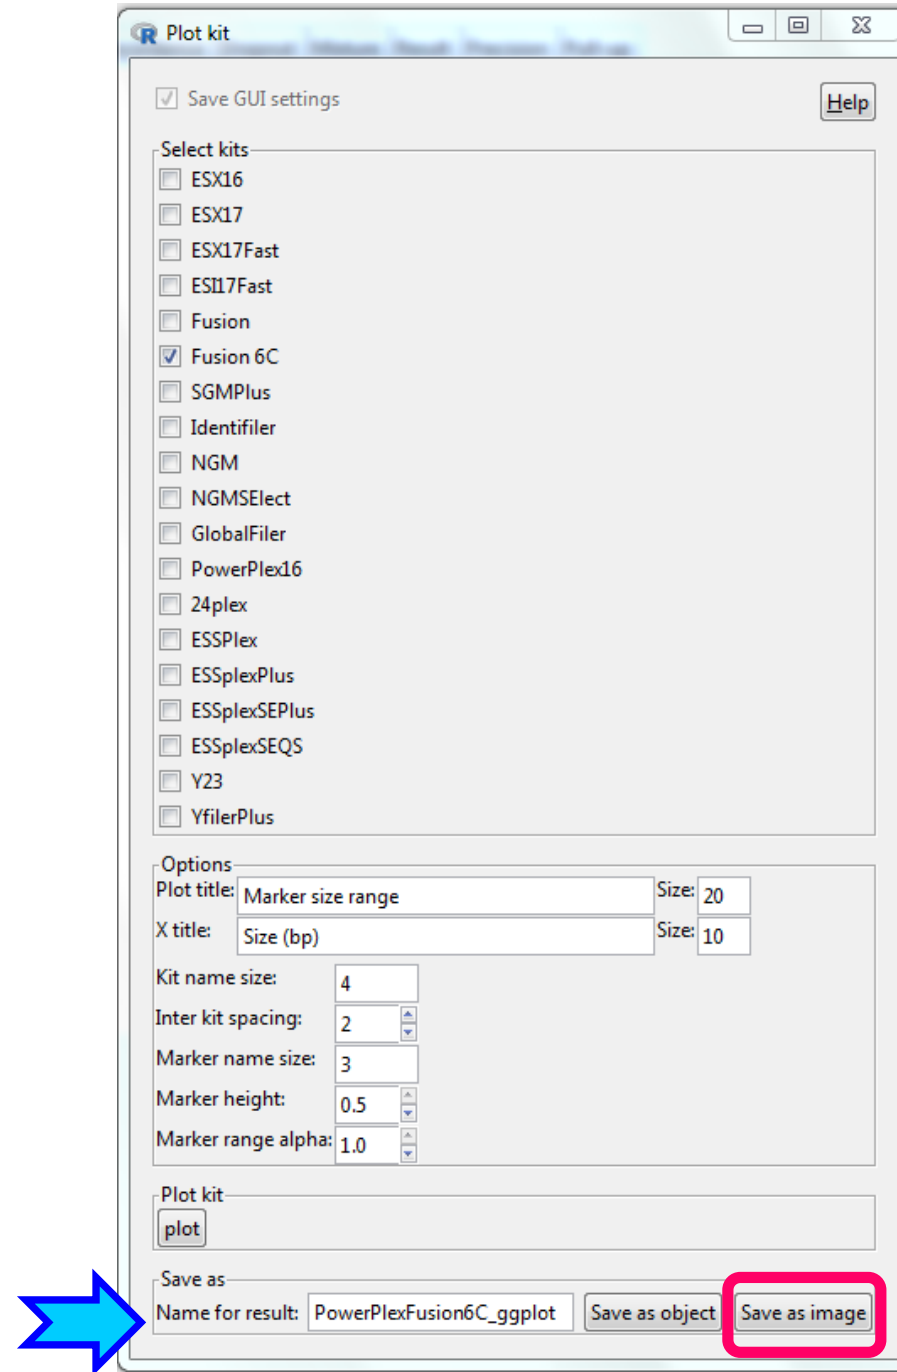 Plot kit
Save GUI settings
Help
Select kits
ESX16
ESX17
ESX17Fast
ESI17Fast
Fusion
Fusion 6C
SGMPlus
Identifiler
NGM
NGMSElect
GlobalFiler
PowerPlex16
24plex
ESSPlex
ESSplexPlus
ESSplexSEPlus
ESSplexSEQS
Y23
YfilerPlus
Options
Plot title: Marker size range Size: 20
X title: Size (bp) Size: 10
Kit name size: 4
Inter kit spacing: 2
Marker name size: 3
Marker height: 0.5
Marker range alpha: 1.0
Plot kit
plot
Save as
Name for result: PowerPlexFusion6C_ggplot Save as object Save as image